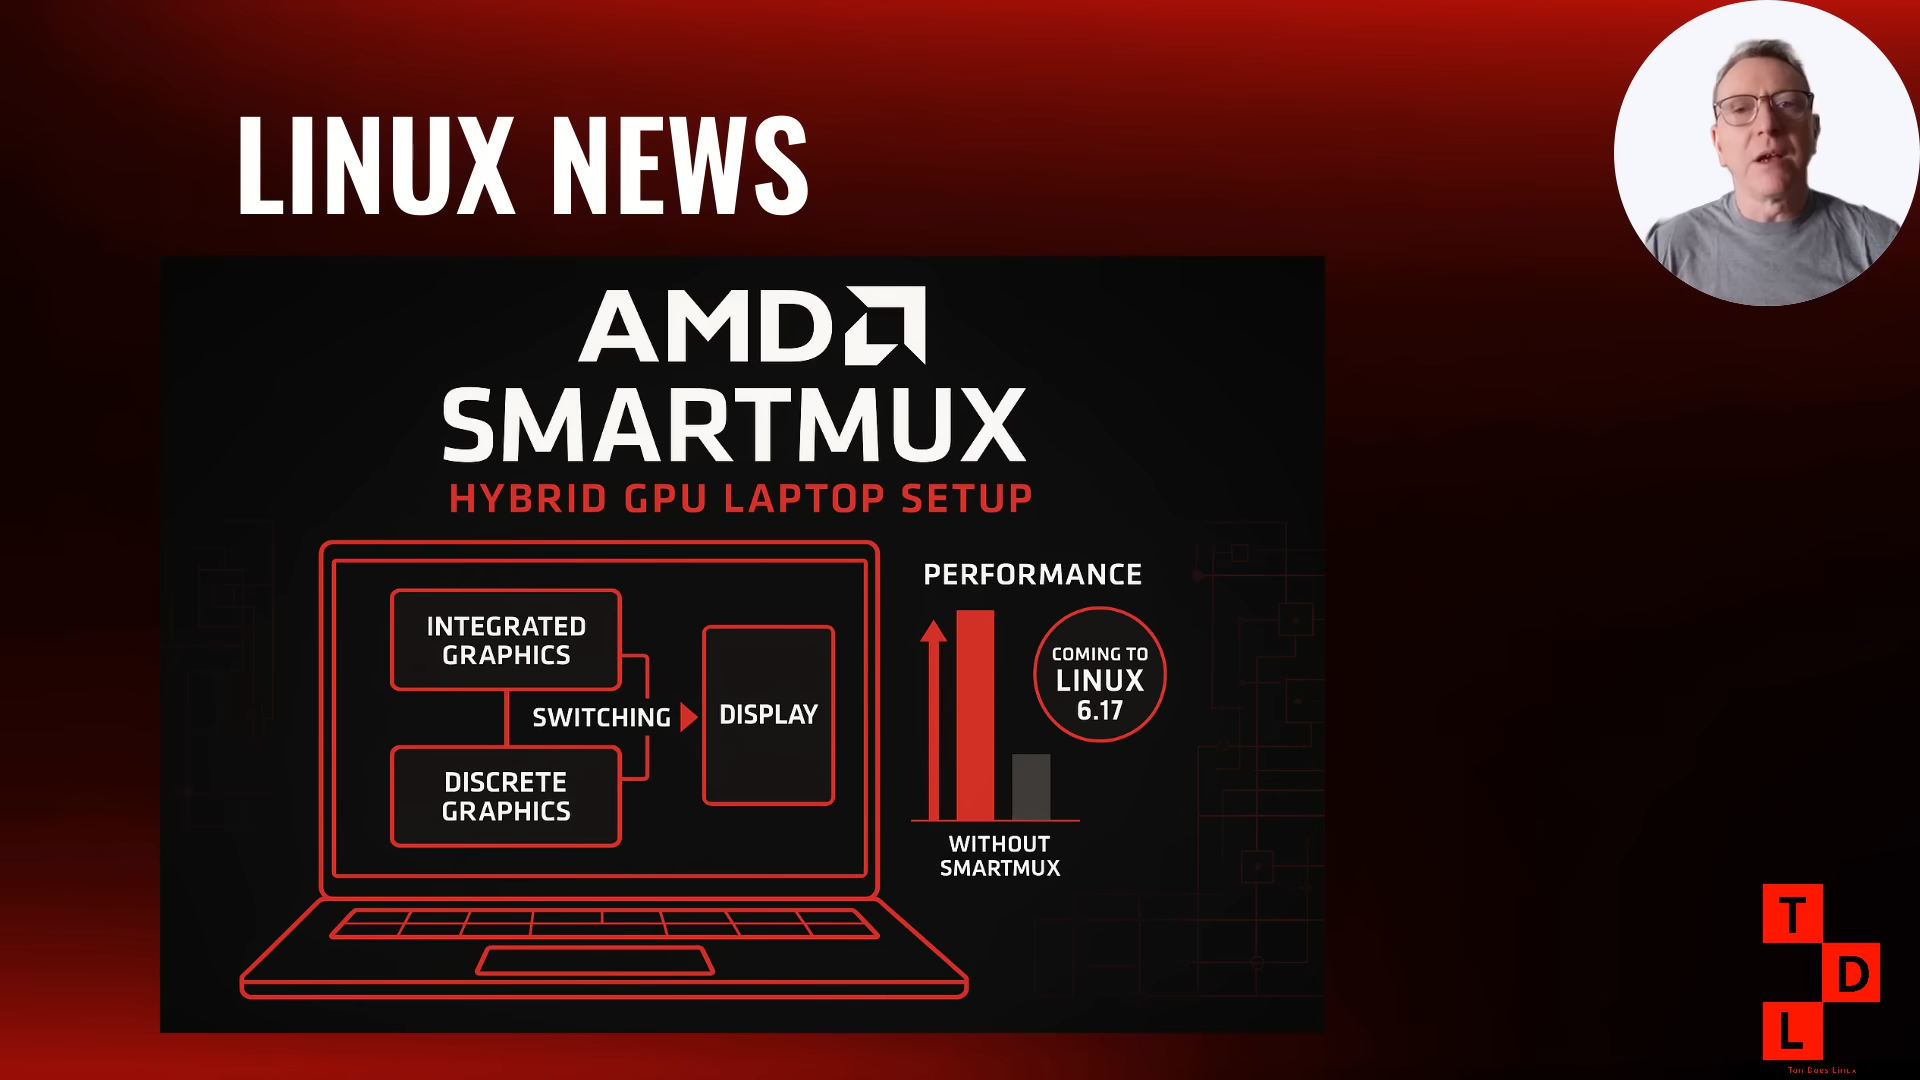 LINUX NEWS
AMD
SMARTMUX
HYBRID GPU LAPTOP SETUP
INTEGRATED
GRAPHICS
SWITCHING
DISPLAY
DISCRETE
GRAPHICS
PERFORMANCE
COMING TO
LINUX
6.17
WITHOUT
SMARTMUX
T
D
L